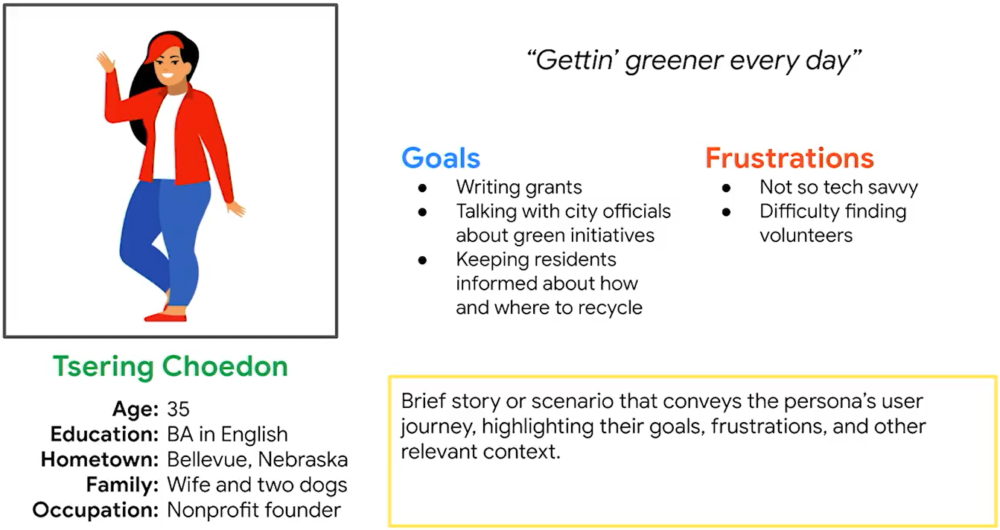 “Gettin’ greener every day”
Goals
● Writing grants
● Talking with city officials
about green initiatives
● Keeping residents
informed about how
and where to recycle
Frustrations
● Not so tech savvy
● Difficulty finding
volunteers
Tsering Choedon
Age: 35
Education: BA in English
Hometown: Bellevue, Nebraska
Family: Wife and two dogs
Occupation: Nonprofit founder
Brief story or scenario that conveys the persona’s user
journey, highlighting their goals, frustrations, and other
relevant context.